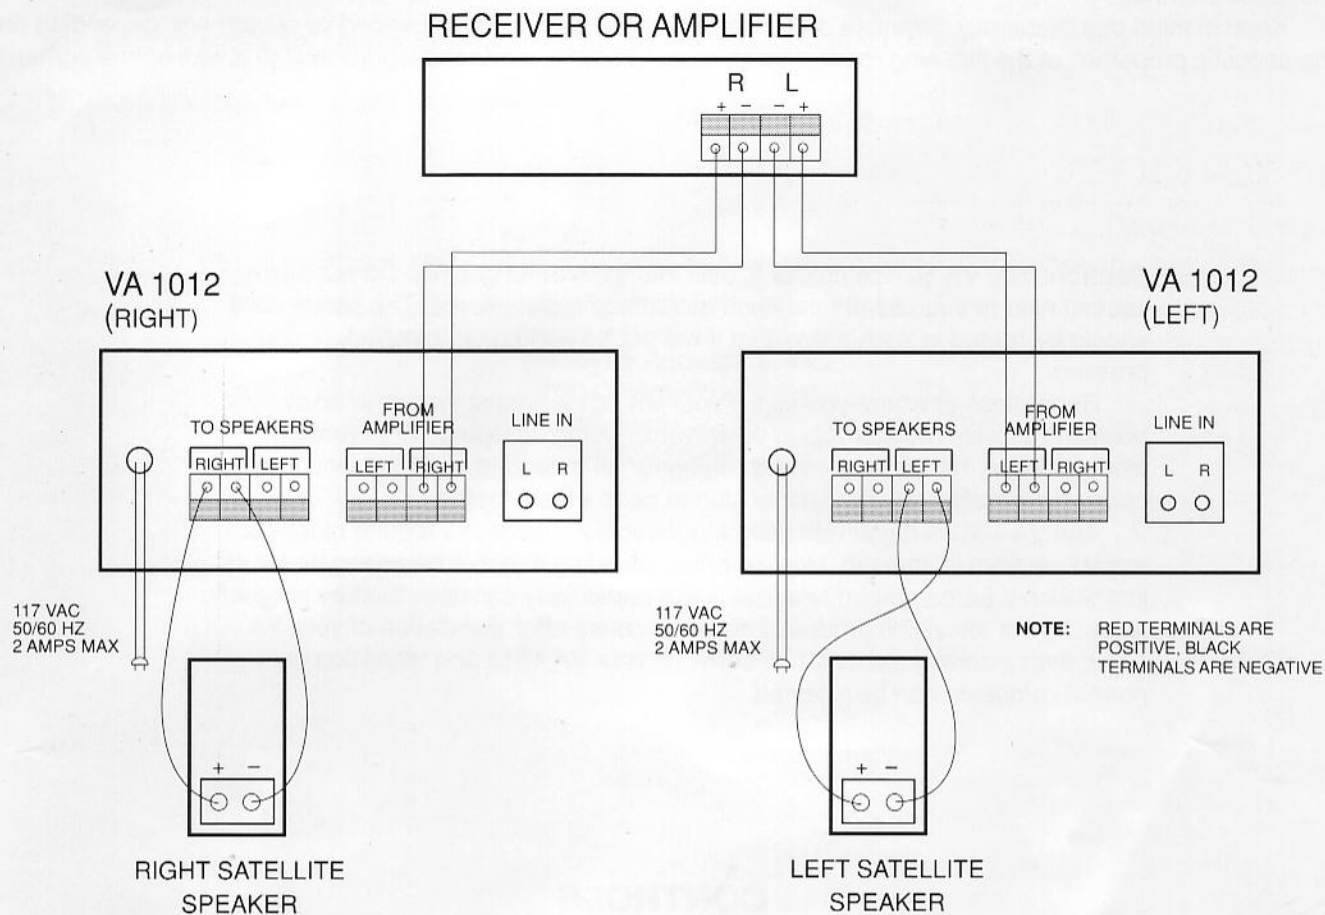 RECEIVER OR AMPLIFIER
R L
+ − − +
VA 1012
(RIGHT)
TO SPEAKERS
RIGHT LEFT
FROM
AMPLIFIER
LEFT RIGHT
LINE IN
L R
117 VAC
50/60 HZ
2 AMPS MAX
+ −
RIGHT SATELLITE
SPEAKER
VA 1012
(LEFT)
TO SPEAKERS
RIGHT LEFT
FROM
AMPLIFIER
LEFT RIGHT
LINE IN
L R
117 VAC
50/60 HZ
2 AMPS MAX
NOTE: RED TERMINALS ARE
POSITIVE, BLACK
TERMINALS ARE NEGATIVE
+ −
LEFT SATELLITE
SPEAKER